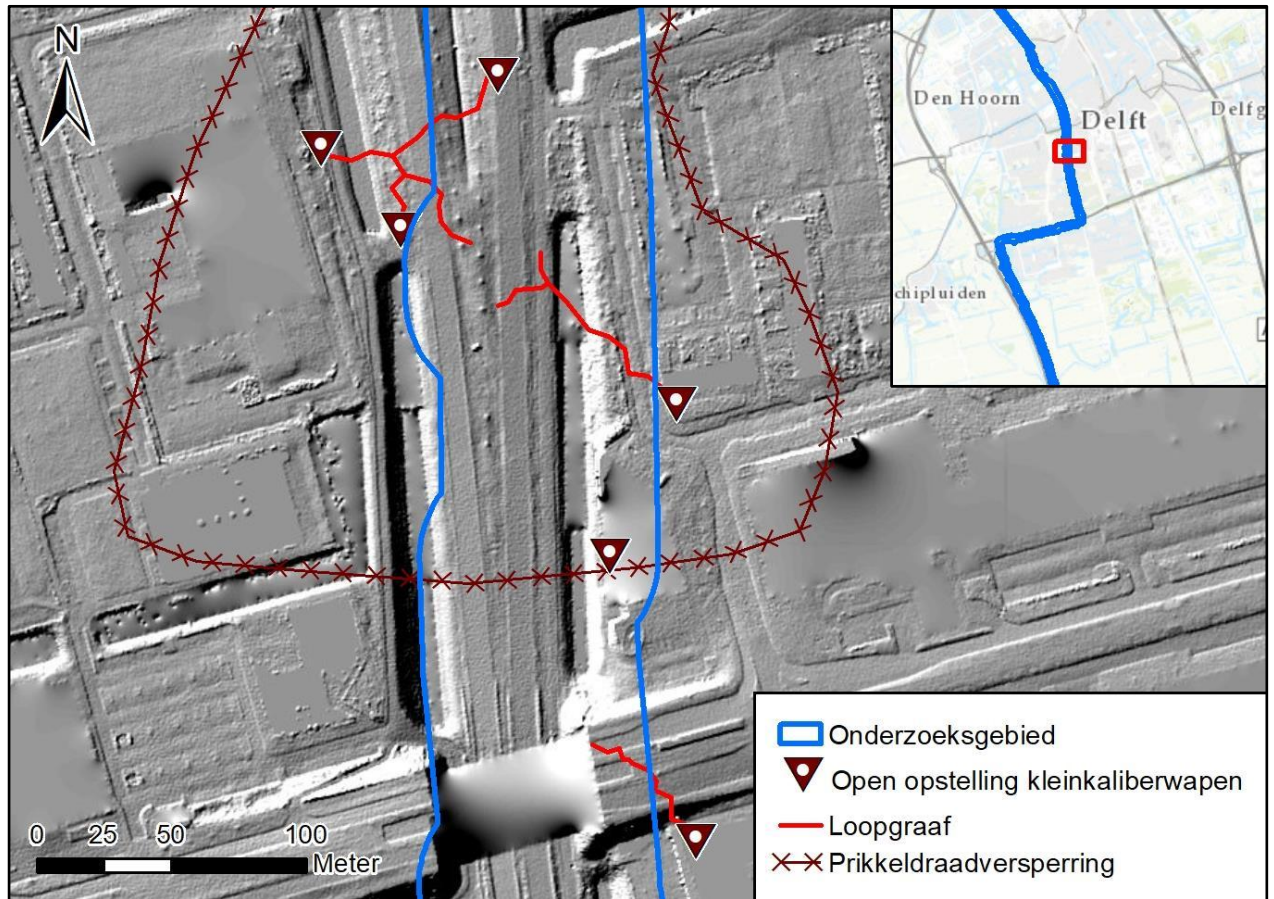 N
Den Hoorn
Delft
Delfg
chipluiden
A
Onderzoeksgebied
Open opstelling kleinkaliberwapen
Loopgraaf
Prikkeldraadversperring
0 25 50 100
Meter